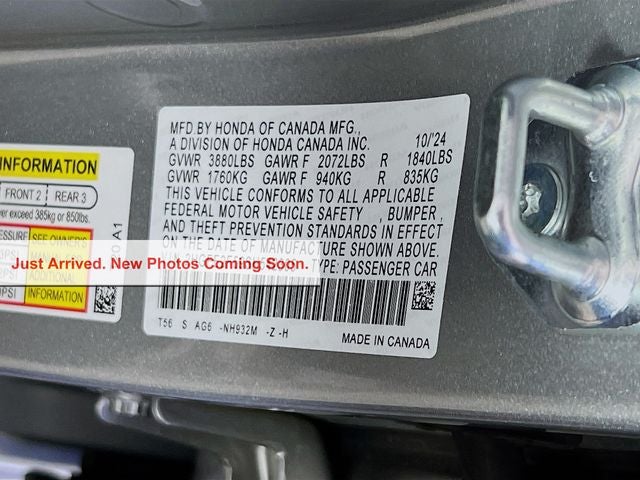 MFD.BY HONDA OF CANADA MFG.,
A DIVISION OF HONDA CANADA INC. 10/'24
GVWR 3880LBS GAWR F 2072LBS R 1840LBS
GVWR 1760KG GAWR F 940KG R 835KG
THIS VEHICLE CONFORMS TO ALL APPLICABLE
FEDERAL MOTOR VEHICLE SAFETY , BUMPER ,
AND THEFT PREVENTION STANDARDS IN EFFECT
ON THE DATE OF MANUFACTURE SHOWN ABOVE.
TYPE: PASSENGER CAR
T56 S AG6 -NH932M -Z -H
MADE IN CANADA
INFORMATION
FRONT 2 REAR 3
exceed 385kg or 850lbs.
SEE OWNERS
ADDITIONAL
INFORMATION
Just Arrived. New Photos Coming Soon.